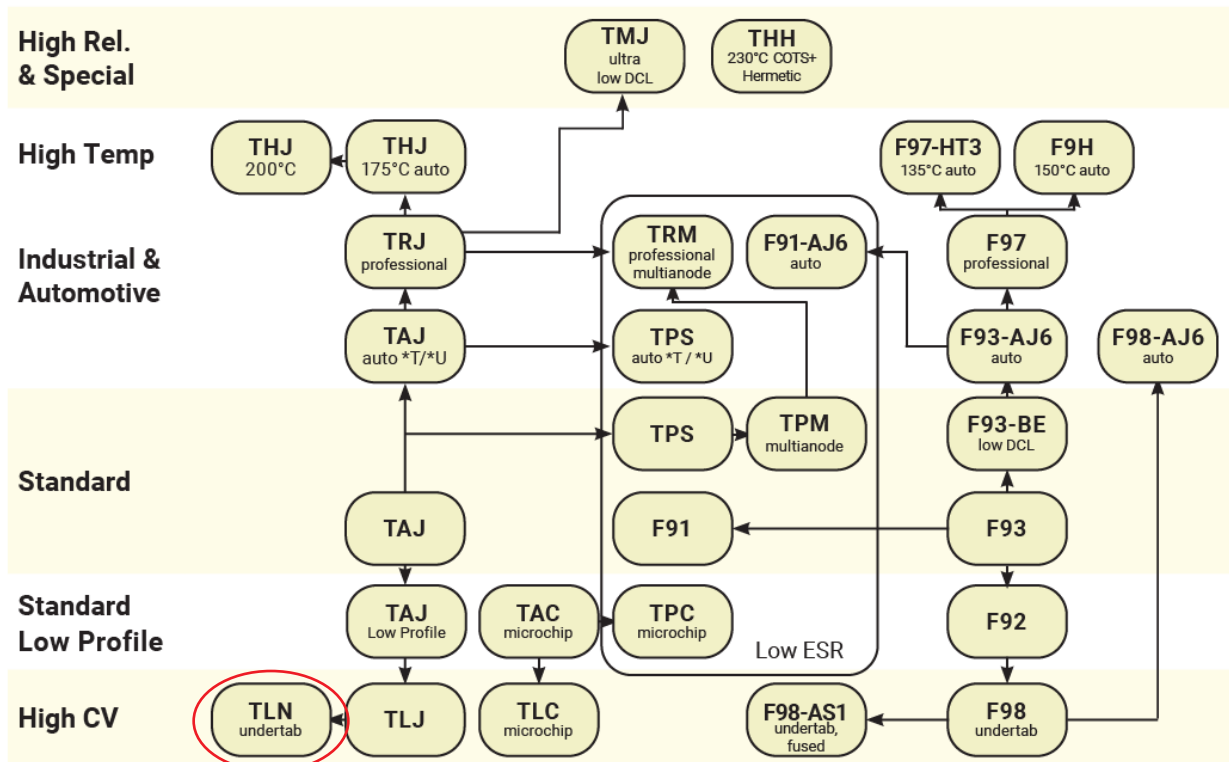 High Rel.
& Special
TMJ
ultra
low DCL
THH
230°C COTS+
Hermetic
High Temp
THJ
200°C
THJ
175°C auto
F97-HT3
135°C auto
F9H
150°C auto
Industrial &
Automotive
TRJ
professional
TRM
professional
multianode
F91-AJ6
auto
F97
professional
TAJ
auto *T/*U
TPS
auto *T / *U
F93-AJ6
auto
F98-AJ6
auto
Standard
TPS
TPM
multianode
F93-BE
low DCL
TAJ
F91
F93
Standard
Low Profile
TAJ
Low Profile
TAC
microchip
TPC
microchip
Low ESR
F92
High CV
TLN
undertab
TLJ
TLC
microchip
F98-AS1
undertab,
fused
F98
undertab